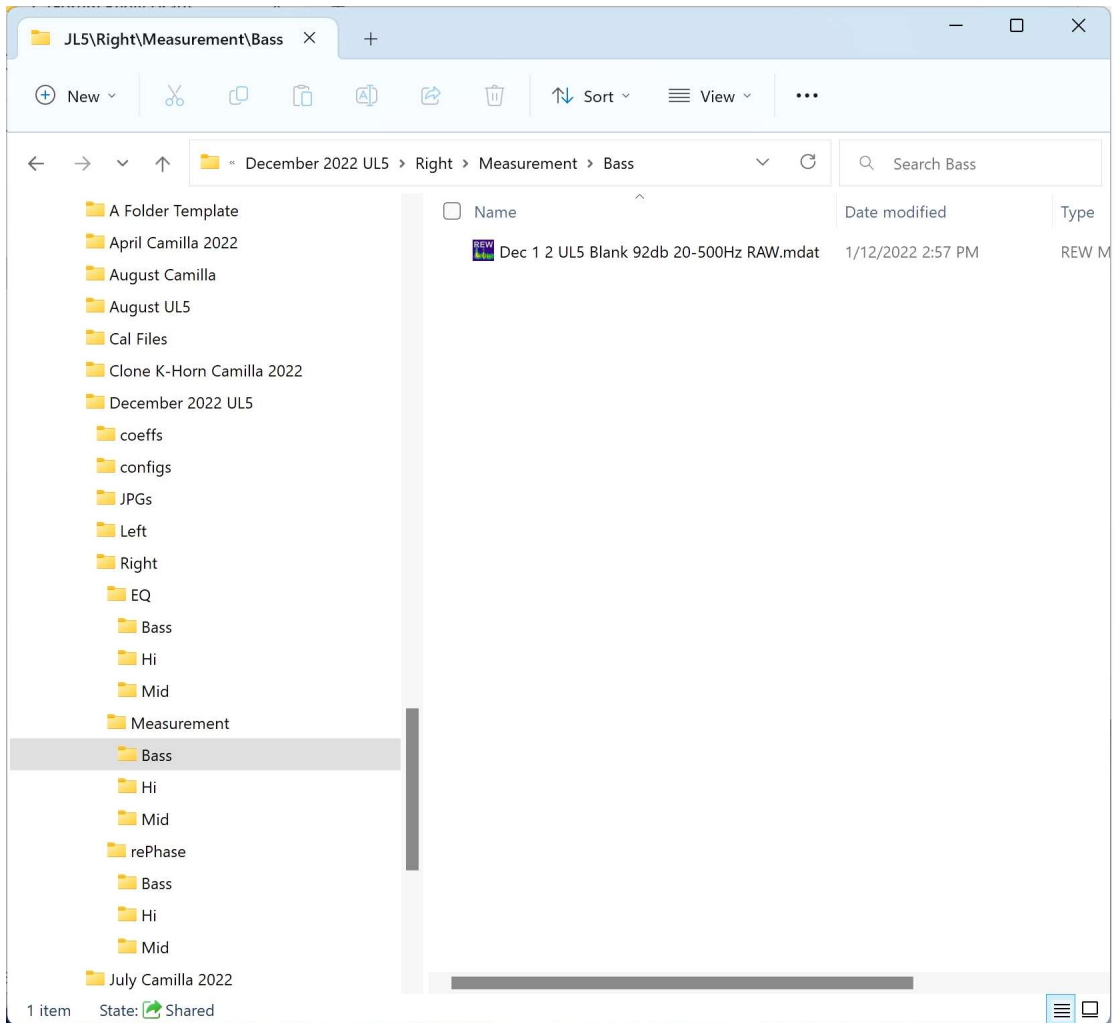 JL5\Right\Measurement\Bass
New
A
Sort
View
« December 2022 UL5 > Right > Measurement > Bass
Search Bass
A Folder Template
April Camilla 2022
August Camilla
August UL5
Cal Files
Clone K-Horn Camilla 2022
December 2022 UL5
coeffs
configs
JPGs
Left
Right
EQ
Bass
Hi
Mid
Measurement
Bass
Hi
Mid
rePhase
Bass
Hi
Mid
July Camilla 2022
Name Date modified Type
REW Dec 1 2 UL5 Blank 92db 20-500Hz RAW.mdat 1/12/2022 2:57 PM REW M
1 item State: Shared